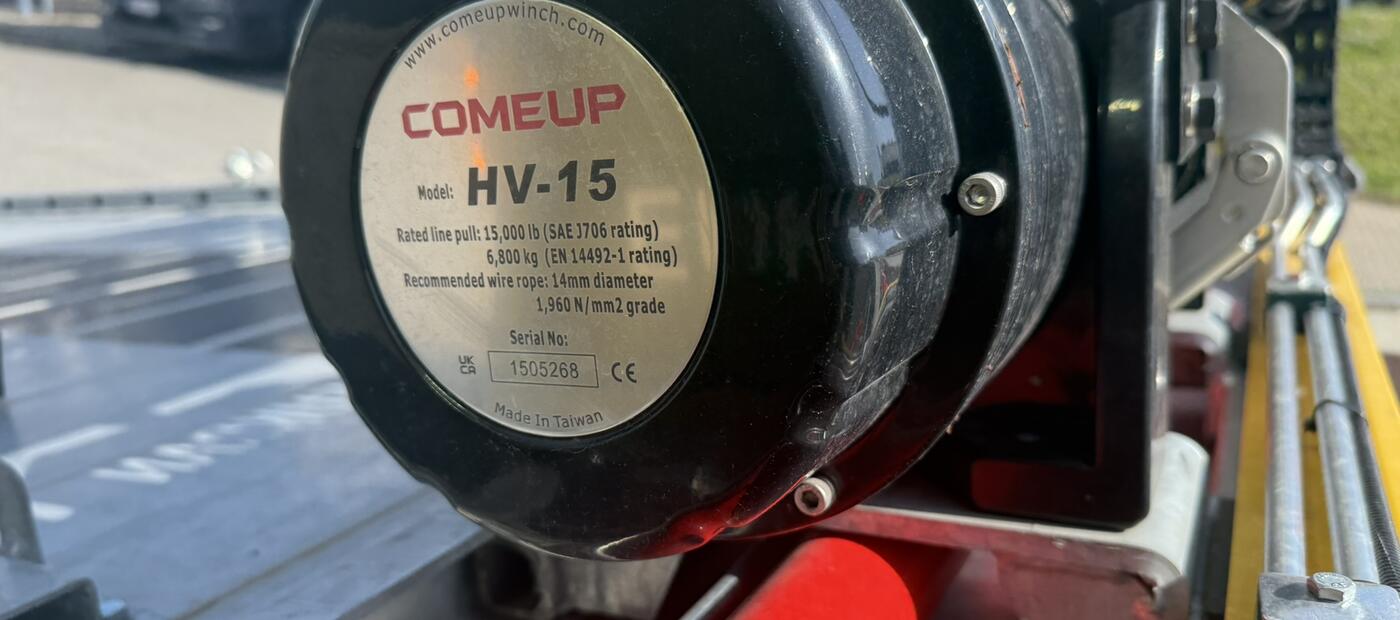 www.comeupwinch.com
COMEUP
Model: HV-15
Rated line pull: 15,000 lb (SAE J706 rating)
6,800 kg (EN 14492-1 rating)
Recommended wire rope: 14mm diameter
1,960 N/mm2 grade
Serial No:
UK
CA
1505268
CE
Made In Taiwan